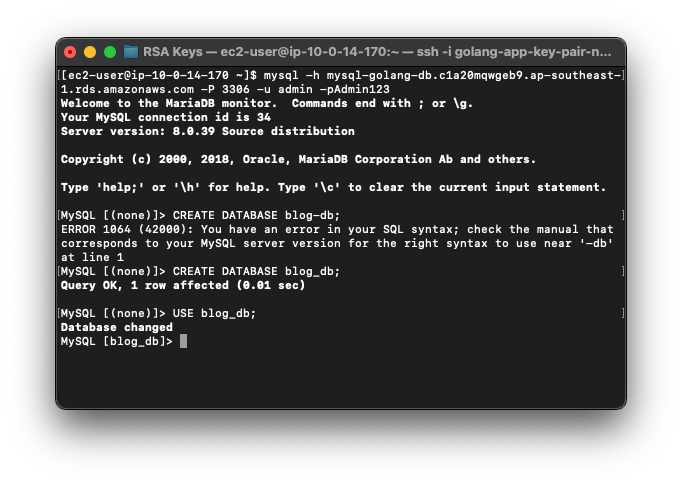 RSA Keys — ec2-user@ip-10-0-14-170:~ — ssh -i golang-app-key-pair-n...
[[ec2-user@ip-10-0-14-170 ~]$ mysql -h mysql-golang-db.c1a20mqwgeb9.ap-southeast-]
1.rds.amazonaws.com -P 3306 -u admin -pAdmin123
Welcome to the MariaDB monitor.  Commands end with ; or \g.
Your MySQL connection id is 34
Server version: 8.0.39 Source distribution
Copyright (c) 2000, 2018, Oracle, MariaDB Corporation Ab and others.
Type 'help;' or '\h' for help. Type '\c' to clear the current input statement.
[MySQL [(none)]> CREATE DATABASE blog-db; ]
ERROR 1064 (42000): You have an error in your SQL syntax; check the manual that
corresponds to your MySQL server version for the right syntax to use near '-db'
at line 1
[MySQL [(none)]> CREATE DATABASE blog_db; ]
Query OK, 1 row affected (0.01 sec)
[MySQL [(none)]> USE blog_db; ]
Database changed
MySQL [blog_db]>